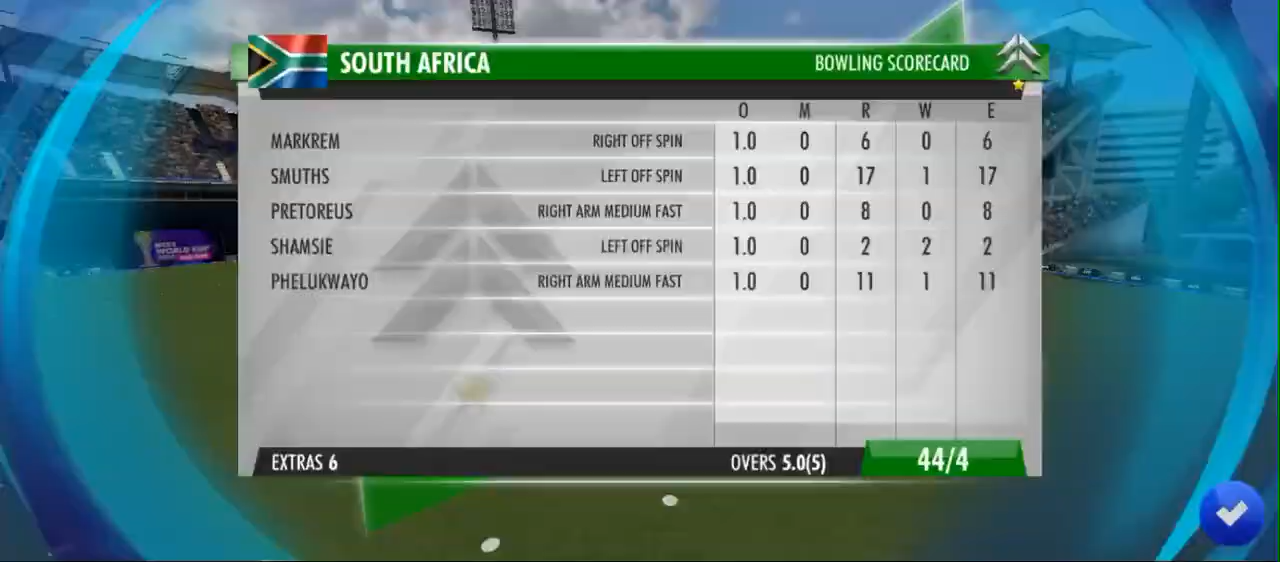 SOUTH AFRICA BOWLING SCORECARD
O M R W E
MARKREM RIGHT OFF SPIN 1.0 0 6 0 6
SMUTHS LEFT OFF SPIN 1.0 0 17 1 17
PRETOREUS RIGHT ARM MEDIUM FAST 1.0 0 8 0 8
SHAMSIE LEFT OFF SPIN 1.0 0 2 2 2
PHELUKWAYO RIGHT ARM MEDIUM FAST 1.0 0 11 1 11
EXTRAS 6 OVERS 5.0(5) 44/4